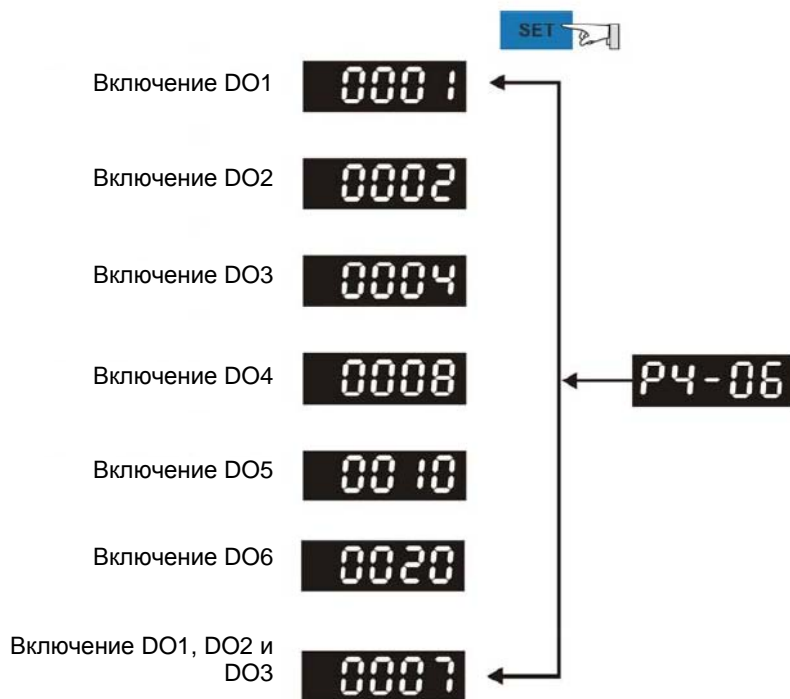 SET
Включение DO1
0001
Включение DO2
0002
Включение DO3
0004
Включение DO4
0008
P4-06
Включение DO5
0010
Включение DO6
0020
Включение DO1, DO2 и
DO3
0007